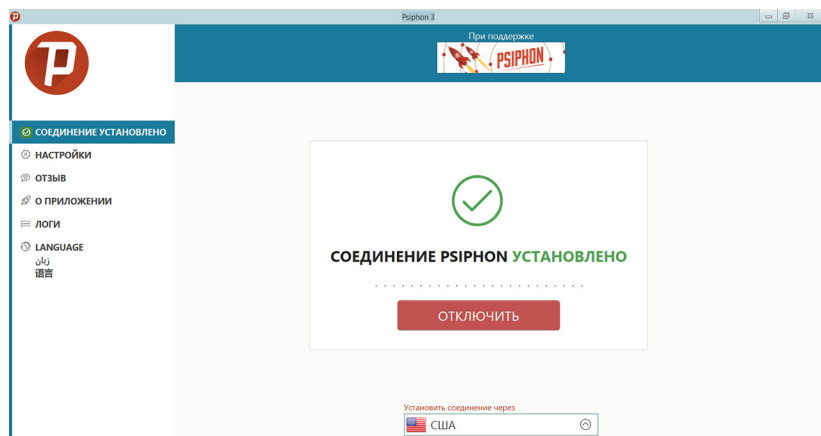 Psiphon 3
При поддержке
PSIPHON
СОЕДИНЕНИЕ УСТАНОВЛЕНО
НАСТРОЙКИ
ОТЗЫВ
О ПРИЛОЖЕНИИ
ЛОГИ
LANGUAGE
زبان
语言
СОЕДИНЕНИЕ PSIPHON УСТАНОВЛЕНО
ОТКЛЮЧИТЬ
Установить соединение через
США